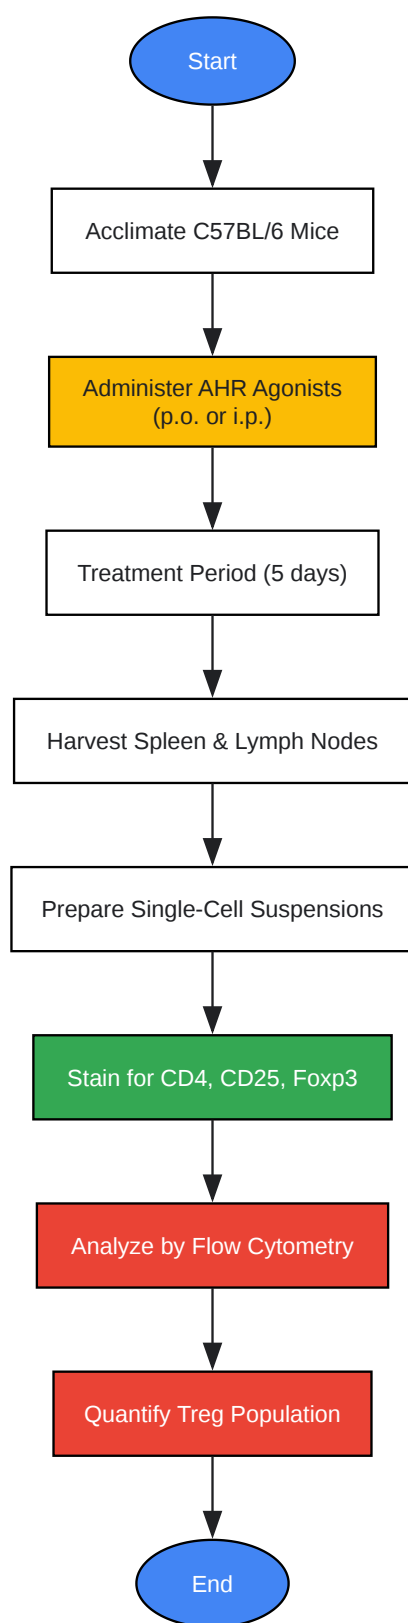 Start
Acclimate C57BL/6 Mice
Administer AHR Agonists
(p.o. or i.p.)
Treatment Period (5 days)
Harvest Spleen & Lymph Nodes
Prepare Single-Cell Suspensions
Stain for CD4, CD25, Foxp3
Analyze by Flow Cytometry
Quantify Treg Population
End